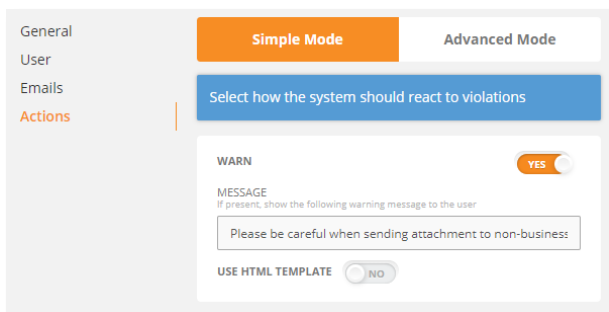 General
User
Emails
Actions
Simple Mode
Advanced Mode
Select how the system should react to violations
WARN
YES
MESSAGE
If present, show the following warning message to the user
Please be careful when sending attachment to non-business
USE HTML TEMPLATE
NO